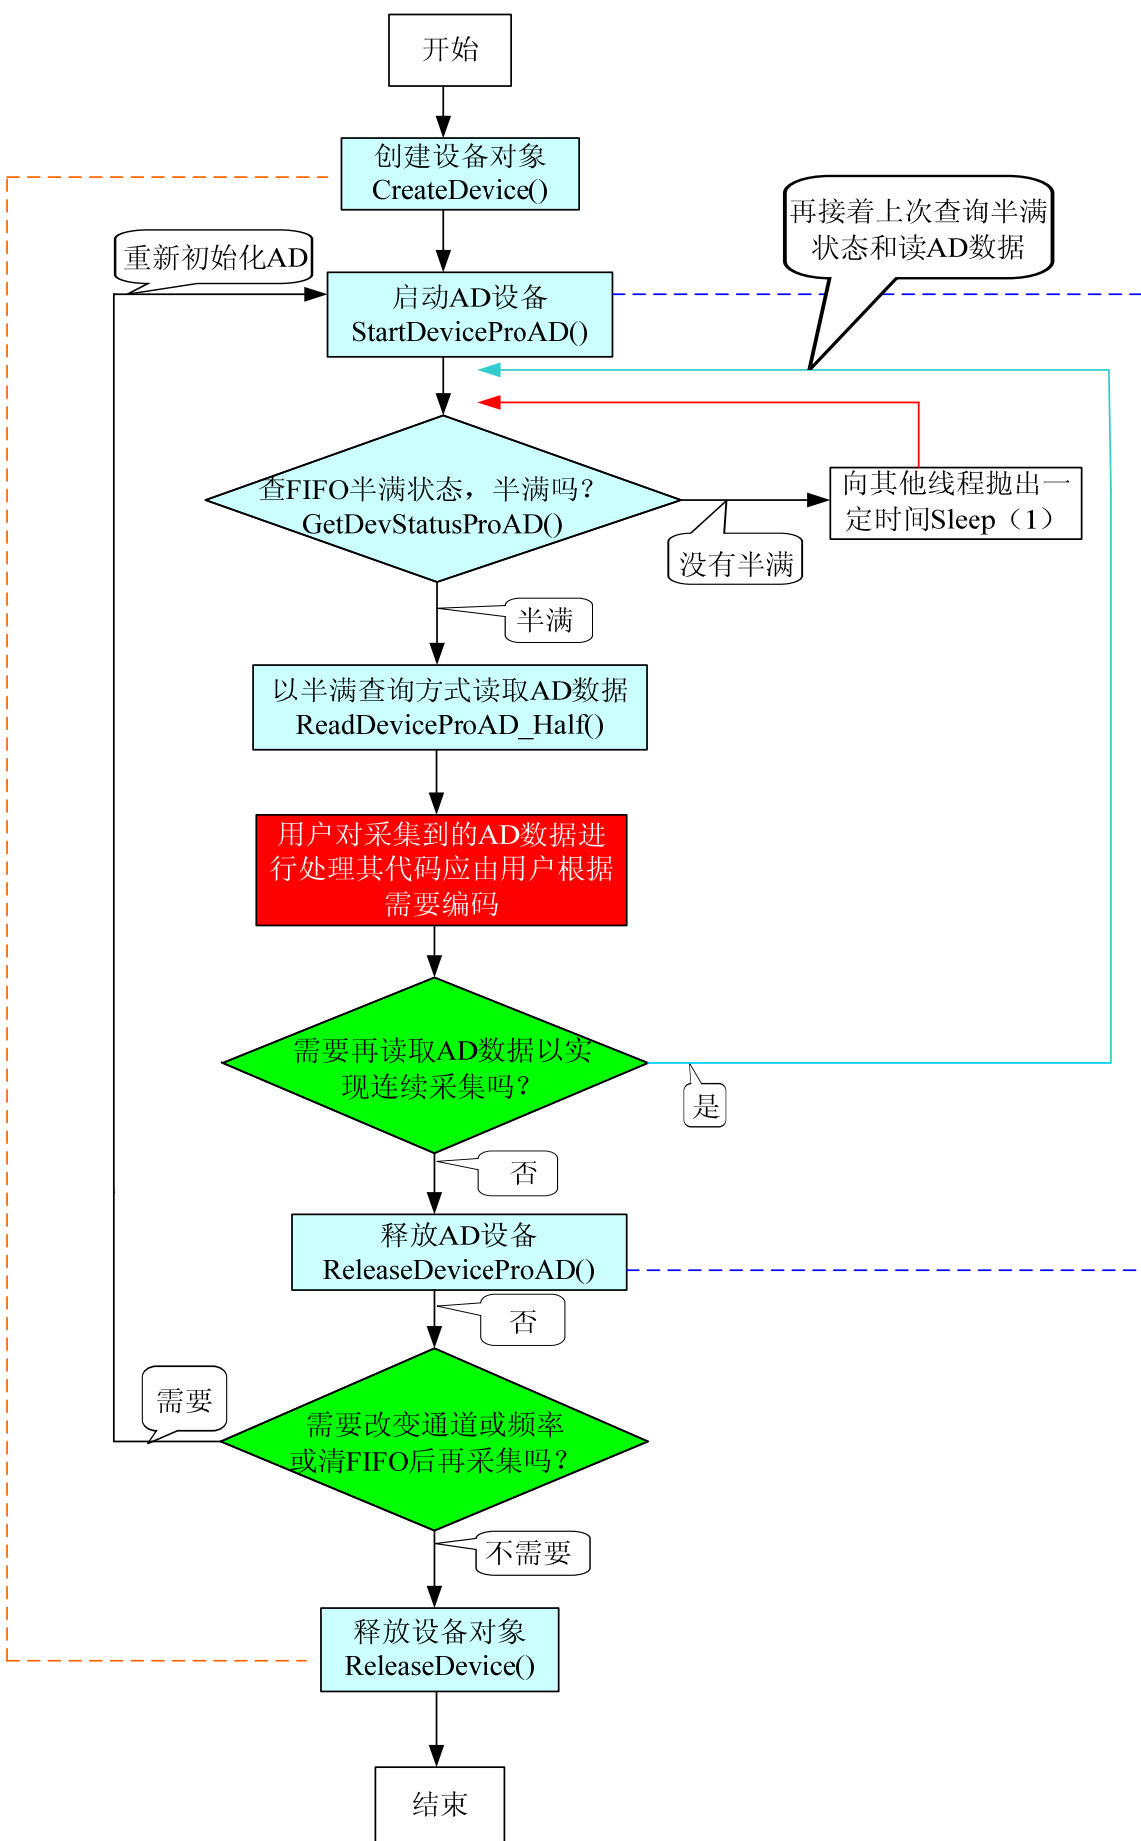 开始
创建设备对象
CreateDevice()
再接着上次查询半满
状态和读AD数据
重新初始化AD
启动AD设备
StartDeviceProAD()
查FIFO半满状态，半满吗？
GetDevStatusProAD()
向其他线程抛出一
定时间Sleep（1）
没有半满
半满
以半满查询方式读取AD数据
ReadDeviceProAD_Half()
用户对采集到的AD数据进
行处理其代码应由用户根据
需要编码
需要再读取AD数据以实
现连续采集吗？
是
否
释放AD设备
ReleaseDeviceProAD()
否
需要
需要改变通道或频率
或清FIFO后再采集吗？
不需要
释放设备对象
ReleaseDevice()
结束